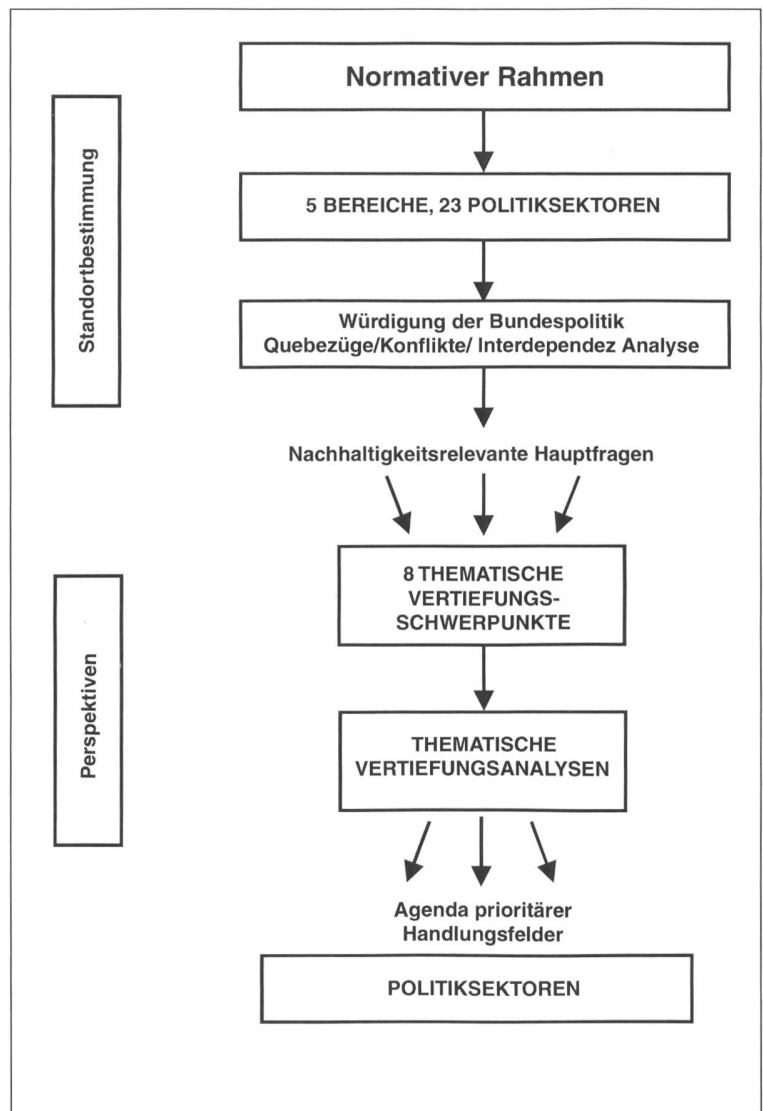 Normativer Rahmen
Standortbestimmung
5 BEREICHE, 23 POLITIKSEKTOREN
Würdigung der Bundespolitik
Quebezüge/Konflikte/ Interdependez Analyse
Nachhaltigkeitsrelevante Hauptfragen
8 THEMATISCHE
VERTIEFUNGS-
SCHWERPUNKTE
Perspektiven
THEMATISCHE
VERTIEFUNGSANALYSEN
Agenda prioritärer
Handlungsfelder
POLITIKSEKTOREN